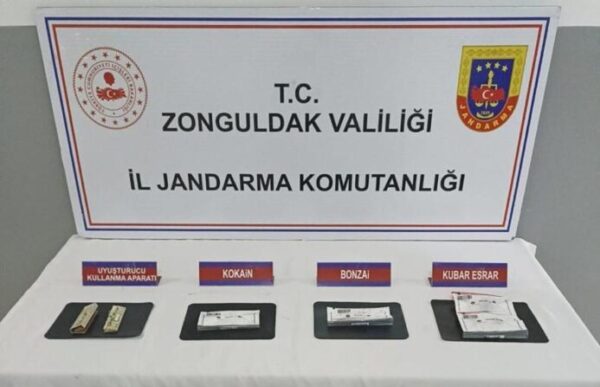 T.C.
ZONGULDAK VALİLİĞİ
İL JANDARMA KOMUTANLIĞI
JANDARMA
UYUŞTURUCU
KULLANMA APARATI
KOKAİN
BONZAİ
KUBAR ESRAR